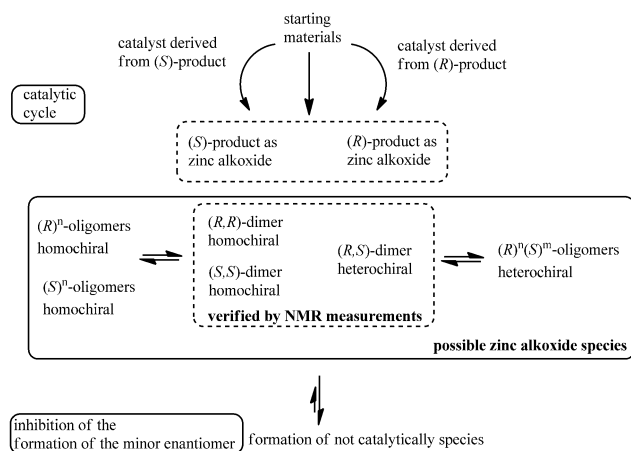 starting
materials
catalyst derived
from (S)-product
catalyst derived
from (R)-product
catalytic
cycle
(S)-product as
zinc alkoxide
(R)-product as
zinc alkoxide
(R)ⁿ-oligomers
homochiral
(S)ⁿ-oligomers
homochiral
(R,R)-dimer
homochiral
(S,S)-dimer
homochiral
(R,S)-dimer
heterochiral
(R)ⁿ(S)ᵐ-oligomers
heterochiral
verified by NMR measurements
possible zinc alkoxide species
inhibition of the
formation of the minor enantiomer
formation of not catalytically species